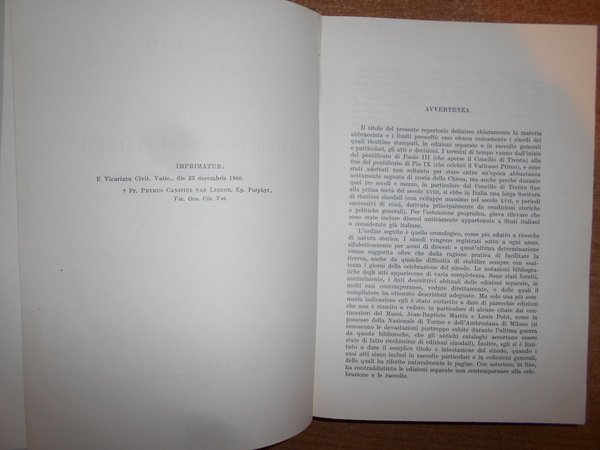 IMPRIMATUR:
E Vicariatu Civit. Vatic., die 23 decembris 1960.
† Fr. Petrus Canisius van Lierde, Ep. Porphyr.,
Vic. Gen. Civ. Vat.
AVVERTENZA
Il titolo del presente repertorio definisce chiaramente la materia
abbracciata e i limiti prescelti: esso elenca unicamente i sinodi dei
quali risultino stampati, in edizioni separate o in raccolte generali
e particolari, gli atti o decisioni. I termini di tempo vanno dall'inizio
del pontificato di Paolo III (che aperse il Concilio di Trento) alla
fine del pontificato di Pio IX (che celebrò il Vaticano Primo), e sono
stati adottati non soltanto per stare entro un'epoca abbastanza
nettamente segnata di storia della Chiesa, ma anche perché durante
quei tre secoli e mezzo, in particolare dal Concilio di Trento fino
alla prima metà del secolo XVIII, si ebbe in Italia una larga fioritura
di riunioni sinodali (con sviluppo massimo nel secolo XVII, e periodi
successivi di stasi, derivata principalmente da condizioni storiche
e politiche generali). Per l'estensione geografica, giova rilevare che
sono state incluse diocesi anticamente appartenute a Stati italiani
e considerate già italiane.
L'ordine seguito è quello cronologico, come più adatto a ricerche
di natura storica. I sinodi vengono registrati sotto a ogni anno,
alfabeticamente per nomi di diocesi: e quest'ultima determinazione
venne suggerita oltre che dalla ragione pratica di facilitare la
ricerca, anche da qualche difficoltà di stabilire sempre con esat-
tezza i giorni della celebrazione del sinodo. Le notazioni bibliogra-
fiche degli atti appariscono di varia completezza. Sono stati forniti,
normalmente, i dati descrittivi abituali delle edizioni separate, in
molti casi contemporanee, vedute direttamente, o delle quali il
compilatore ha ottenuto descrizioni adeguate. Ma solo una più som-
maria indicazione egli è stato costretto a dare di parecchie edizioni
che non è riuscito a vedere: in particolare di alcune citate dai con-
tinuatori del Mansi, Jean-Baptiste Martin e Louis Petit, come in
possesso della Nazionale di Torino e dell'Ambrosiana di Milano (si
conoscono le devastazioni purtroppo subite durante l'ultima guerra
da queste biblioteche, che gli antichi cataloghi accertano essere
state di fatto ricchissime di edizioni sinodali). Inoltre, egli si è limi-
tato a dare il semplice titolo o intestazione del sinodo, quando i
suoi atti siano inclusi in raccolte particolari e in collezioni generali,
delle quali ha riferito naturalmente le pagine. Con asterisco, in fine,
ha contraddistinto le edizioni separate non contemporanee alla cele-
brazione e le raccolte.